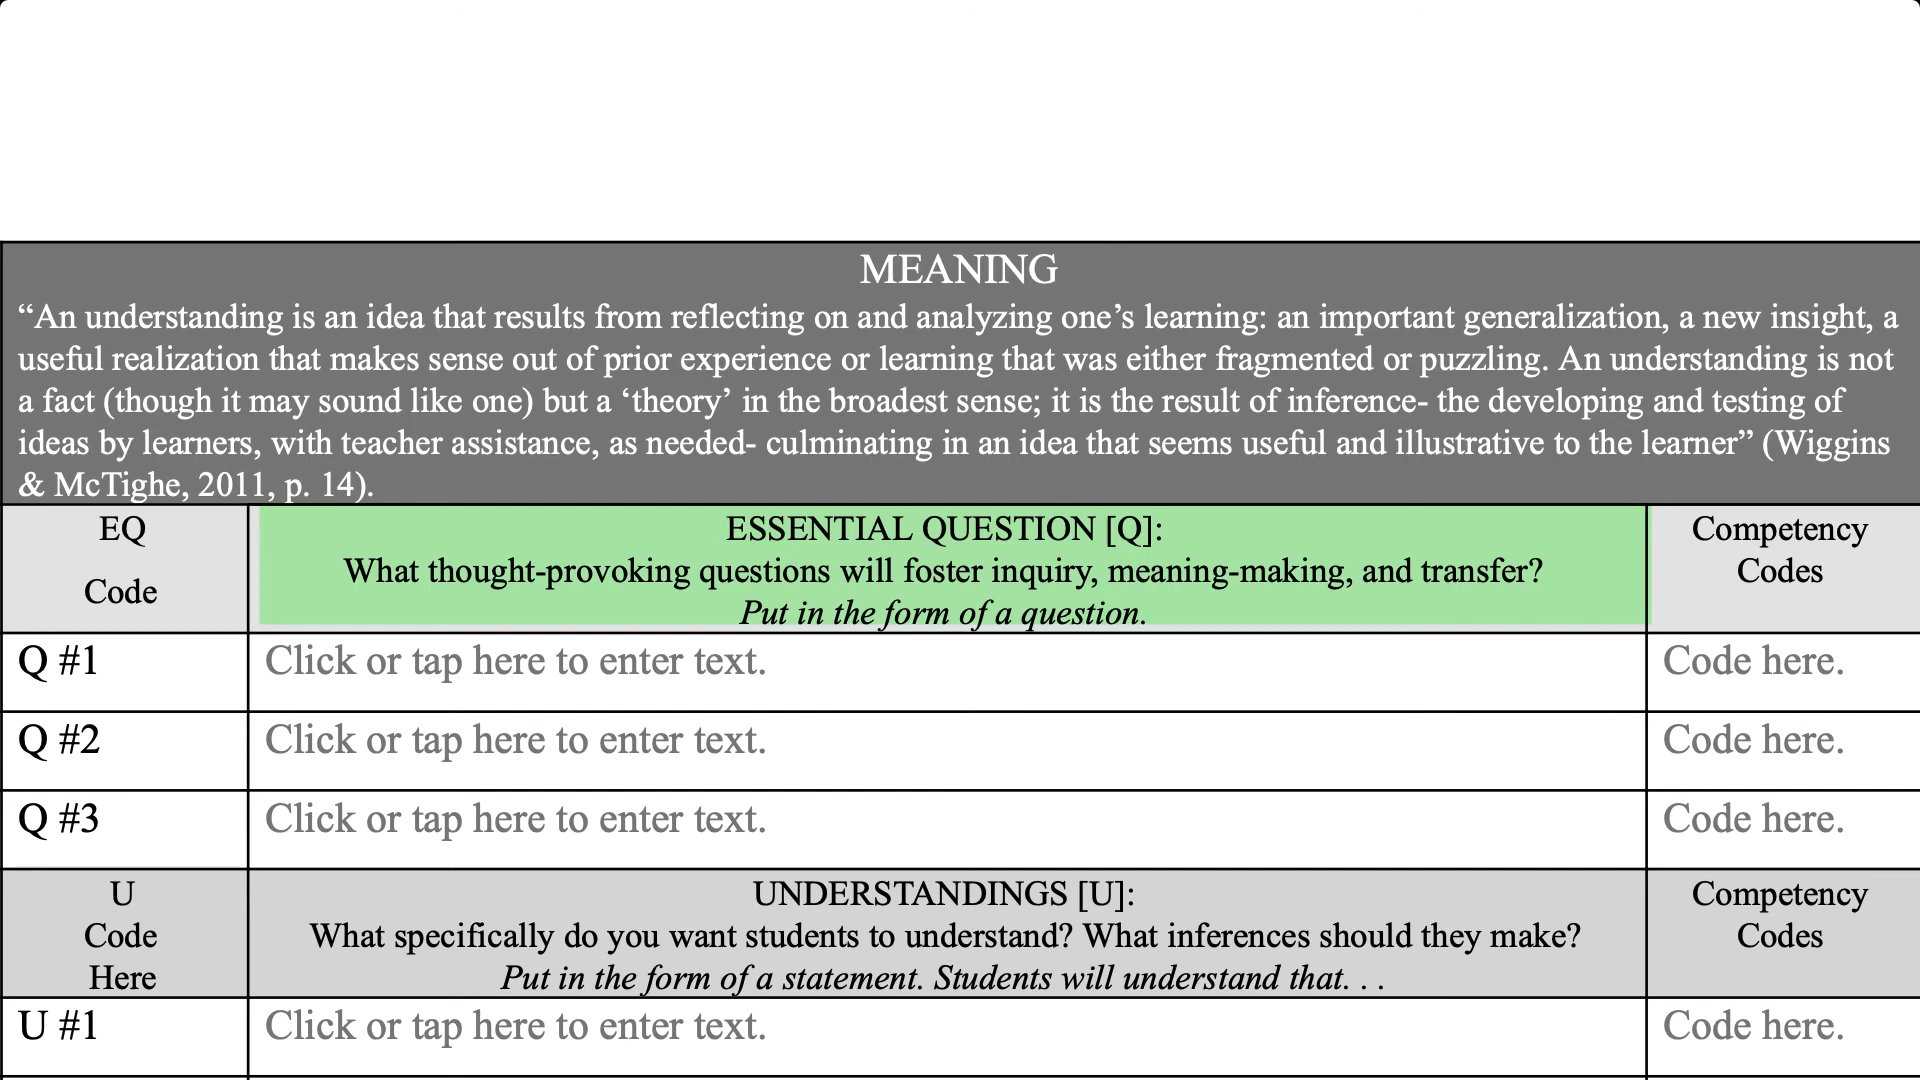 MEANING
“An understanding is an idea that results from reflecting on and analyzing one’s learning: an important generalization, a new insight, a
useful realization that makes sense out of prior experience or learning that was either fragmented or puzzling. An understanding is not
a fact (though it may sound like one) but a ‘theory’ in the broadest sense; it is the result of inference- the developing and testing of
ideas by learners, with teacher assistance, as needed- culminating in an idea that seems useful and illustrative to the learner” (Wiggins
& McTighe, 2011, p. 14).
EQ
Code
ESSENTIAL QUESTION [Q]:
What thought-provoking questions will foster inquiry, meaning-making, and transfer?
Put in the form of a question.
Competency
Codes
Q #1
Click or tap here to enter text.
Code here.
Q #2
Click or tap here to enter text.
Code here.
Q #3
Click or tap here to enter text.
Code here.
U
Code
Here
UNDERSTANDINGS [U]:
What specifically do you want students to understand? What inferences should they make?
Put in the form of a statement. Students will understand that. . .
Competency
Codes
U #1
Click or tap here to enter text.
Code here.